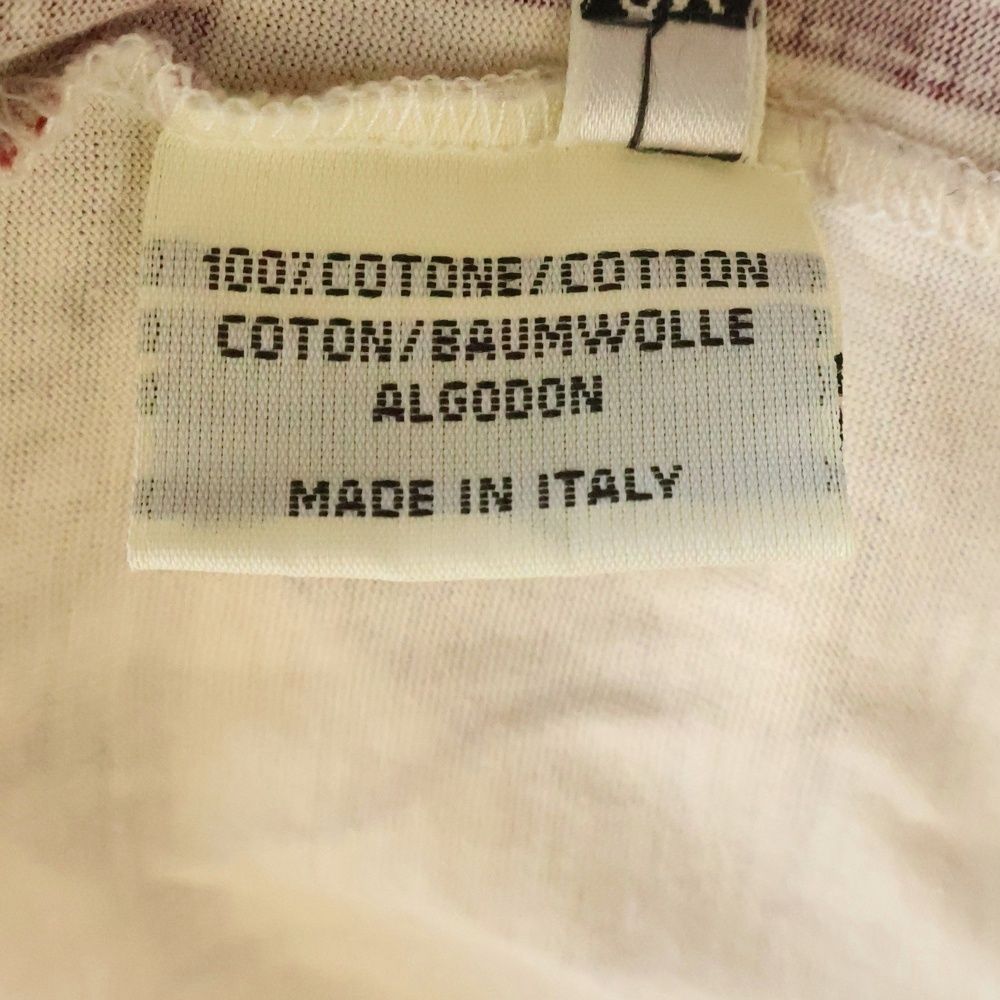 100%COTONE/COTTON
COTON/BAUMWOLLE
ALGODON
MADE IN ITALY